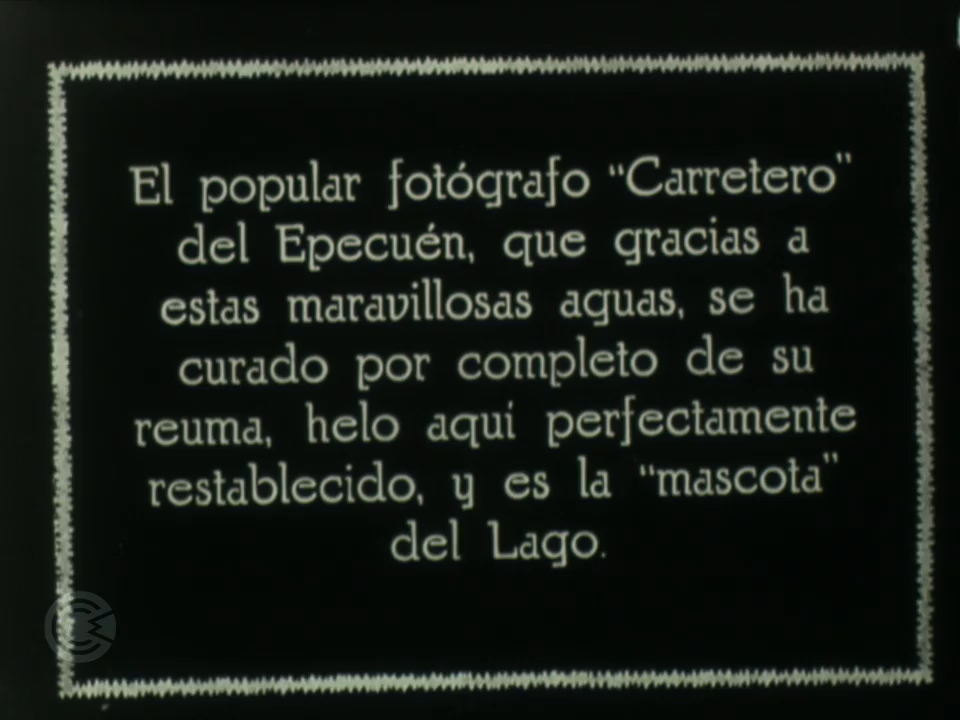 El popular fotógrafo "Carretero"
del Epecuén, que gracias a
estas maravillosas aguas, se ha
curado por completo de su
reuma, helo aquí perfectamente
restablecido, y es la "mascota"
del Lago.